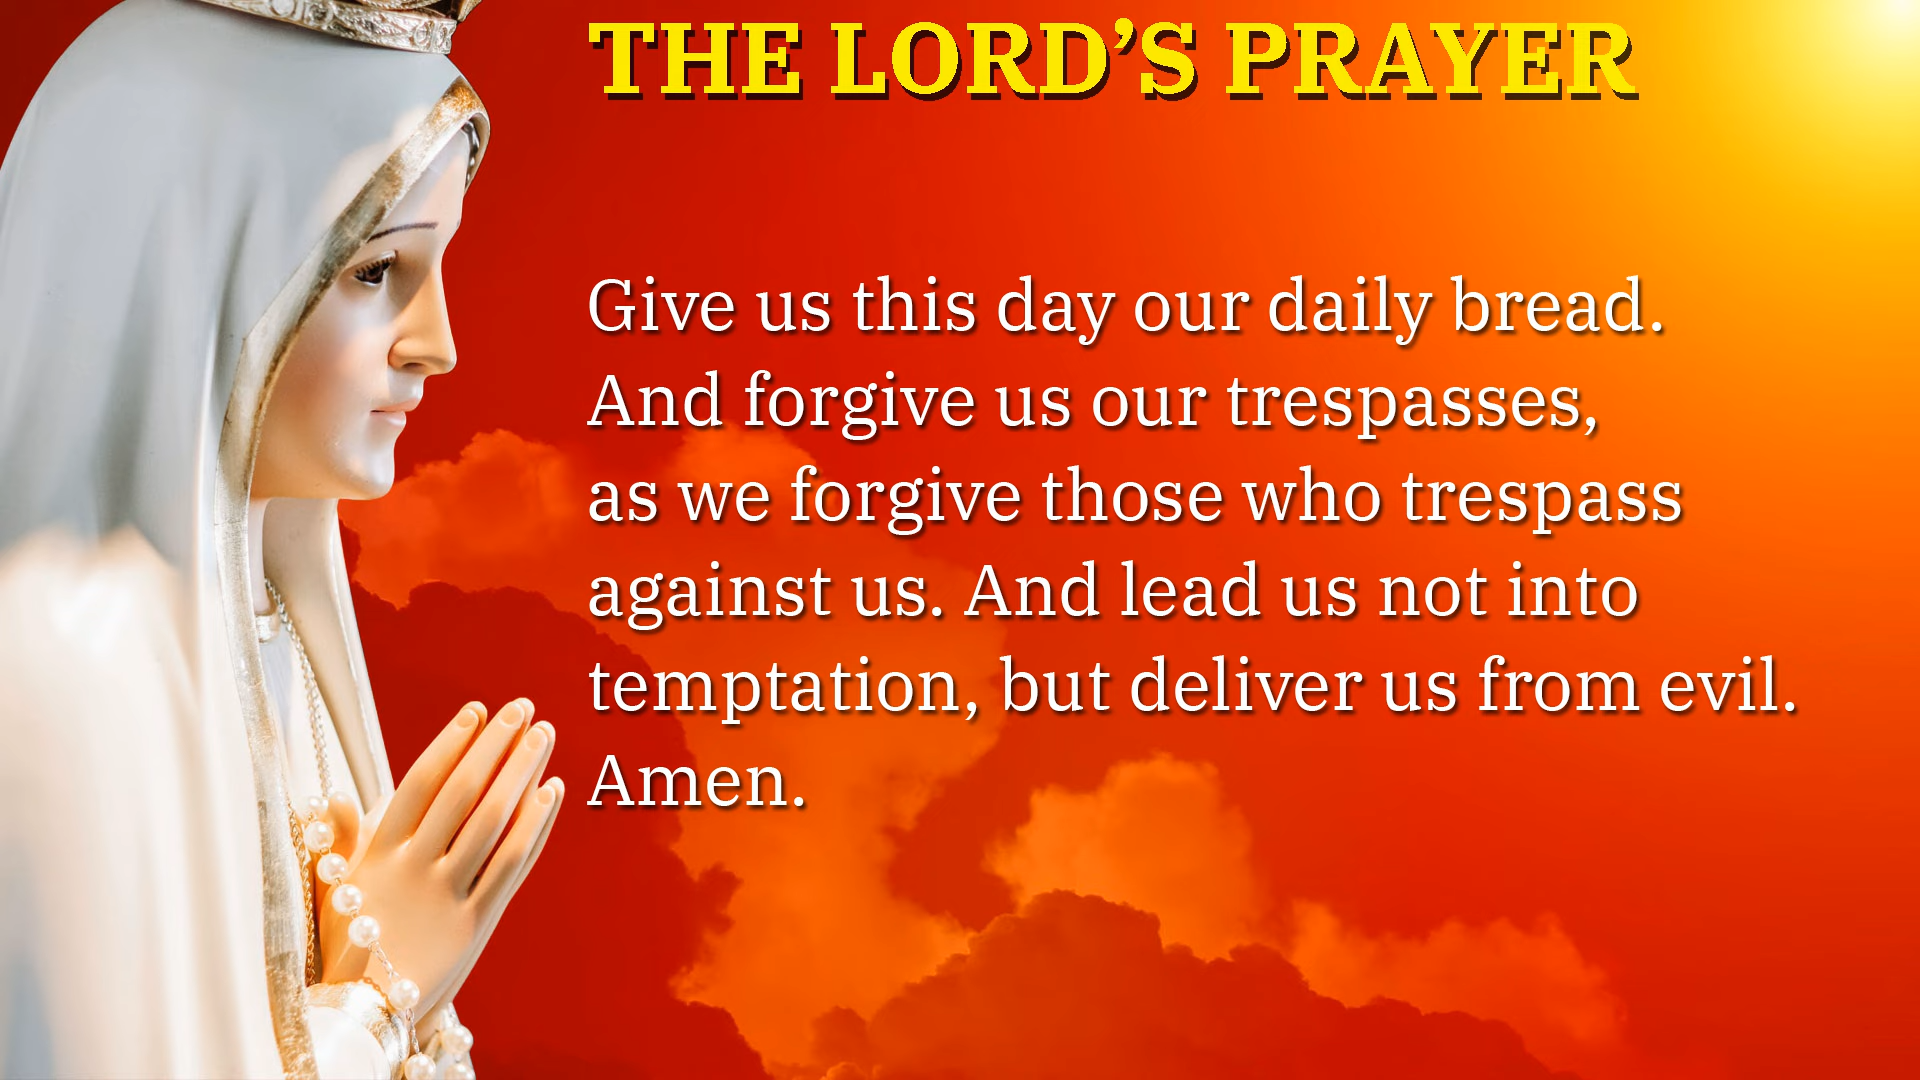 THE LORD’S PRAYER
Give us this day our daily bread.
And forgive us our trespasses,
as we forgive those who trespass
against us. And lead us not into
temptation, but deliver us from evil.
Amen.